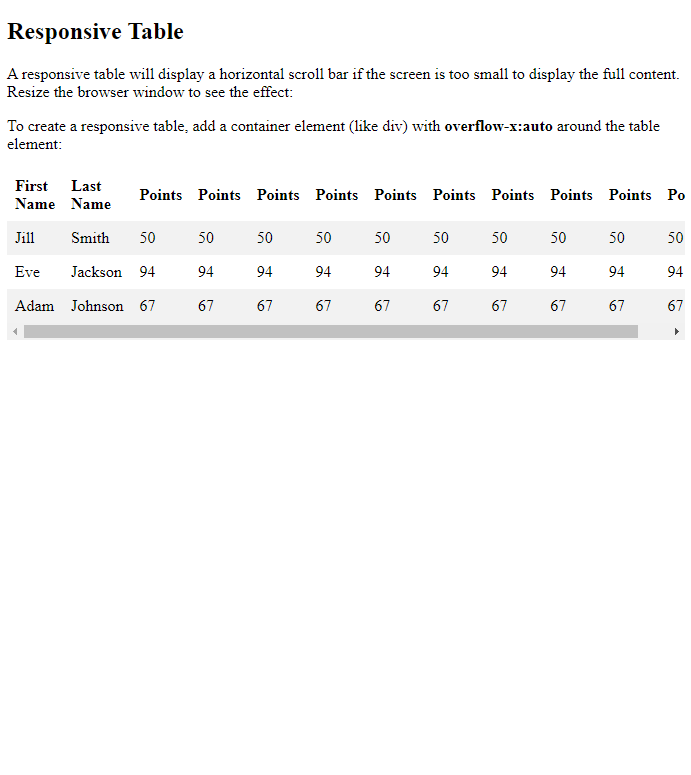 Responsive Table
A responsive table will display a horizontal scroll bar if the screen is too small to display the full content.
Resize the browser window to see the effect:
To create a responsive table, add a container element (like div) with overflow-x:auto around the table
element:
First Name Last Name Points Points Points Points Points Points Points Points Points Po
Jill Smith 50 50 50 50 50 50 50 50 50 50
Eve Jackson 94 94 94 94 94 94 94 94 94 94
Adam Johnson 67 67 67 67 67 67 67 67 67 67